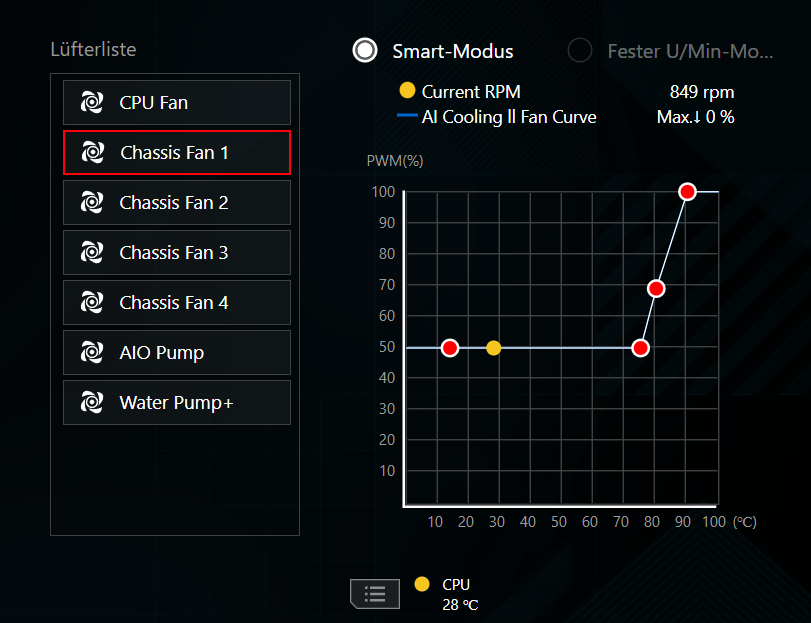 Lüfterliste
CPU Fan
Chassis Fan 1
Chassis Fan 2
Chassis Fan 3
Chassis Fan 4
AIO Pump
Water Pump+
Smart-Modus
Fester U/Min-Mo...
Current RPM 849 rpm
AI Cooling ll Fan Curve Max.↓ 0 %
PWM(%)
100
90
80
70
60
50
40
30
20
10
10 20 30 40 50 60 70 80 90 100 (℃)
CPU
28 ℃